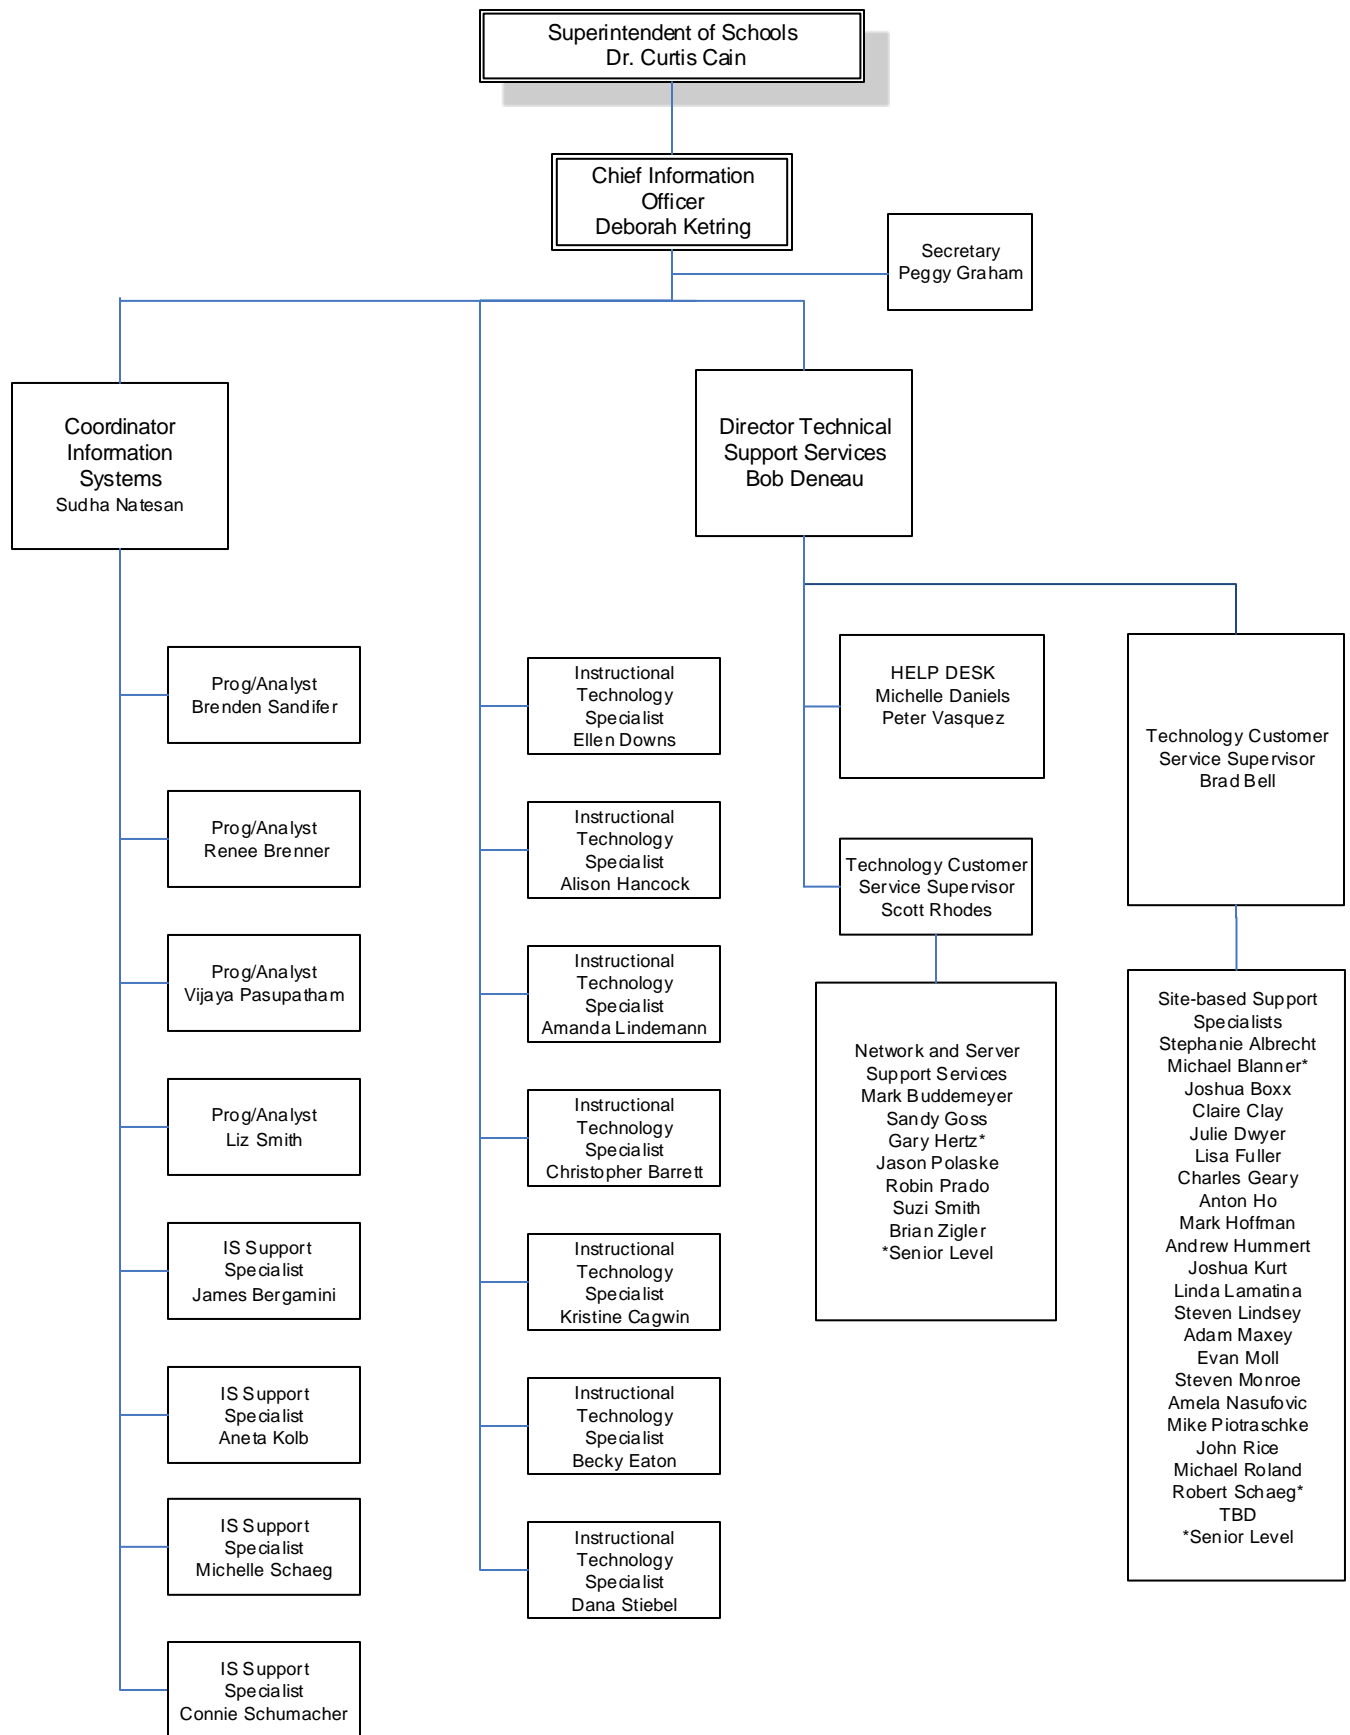 Superintendent of Schools
Dr. Curtis Cain
Chief Information
Officer
Deborah Ketring
Secretary
Peggy Graham
Coordinator
Information
Systems
Sudha Natesan
Prog/Analyst
Brenden Sandifer
Prog/Analyst
Renee Brenner
Prog/Analyst
Vijaya Pasupatham
Prog/Analyst
Liz Smith
IS Support
Specialist
James Bergamini
IS Support
Specialist
Aneta Kolb
IS Support
Specialist
Michelle Schaeg
IS Support
Specialist
Connie Schumacher
Instructional
Technology
Specialist
Ellen Downs
Instructional
Technology
Specialist
Alison Hancock
Instructional
Technology
Specialist
Amanda Lindemann
Instructional
Technology
Specialist
Christopher Barrett
Instructional
Technology
Specialist
Kristine Cagwin
Instructional
Technology
Specialist
Becky Eaton
Instructional
Technology
Specialist
Dana Stiebel
Director Technical
Support Services
Bob Deneau
HELP DESK
Michelle Daniels
Peter Vasquez
Technology Customer
Service Supervisor
Scott Rhodes
Network and Server
Support Services
Mark Buddemeyer
Sandy Goss
Gary Hertz*
Jason Polaske
Robin Prado
Suzi Smith
Brian Zigler
*Senior Level
Technology Customer
Service Supervisor
Brad Bell
Site-based Support
Specialists
Stephanie Albrecht
Michael Blanner*
Joshua Boxx
Claire Clay
Julie Dwyer
Lisa Fuller
Charles Geary
Anton Ho
Mark Hoffman
Andrew Hummert
Joshua Kurt
Linda Lamatina
Steven Lindsey
Adam Maxey
Evan Moll
Steven Monroe
Amela Nasufovic
Mike Piotraschke
John Rice
Michael Roland
Robert Schaeg*
TBD
*Senior Level